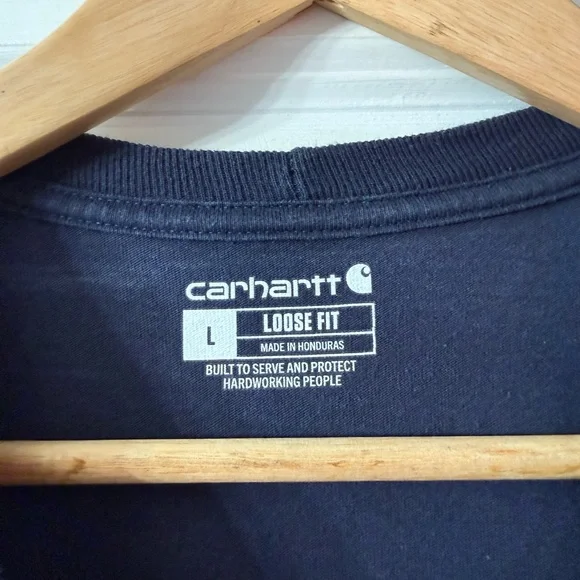 carhartt
L
LOOSE FIT
MADE IN HONDURAS
BUILT TO SERVE AND PROTECT
HARDWORKING PEOPLE